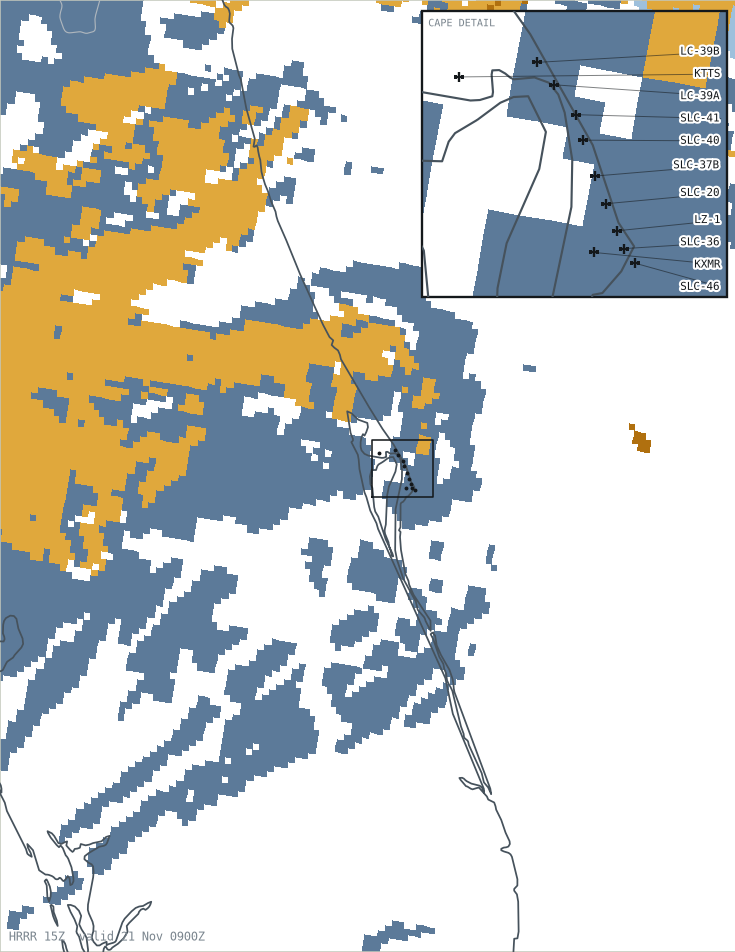 CAPE DETAIL
LC-39B
KTTS
LC-39A
SLC-41
SLC-40
SLC-37B
SLC-20
LZ-1
SLC-36
KXMR
SLC-46
HRRR 15Z valid 21 Nov 0900Z